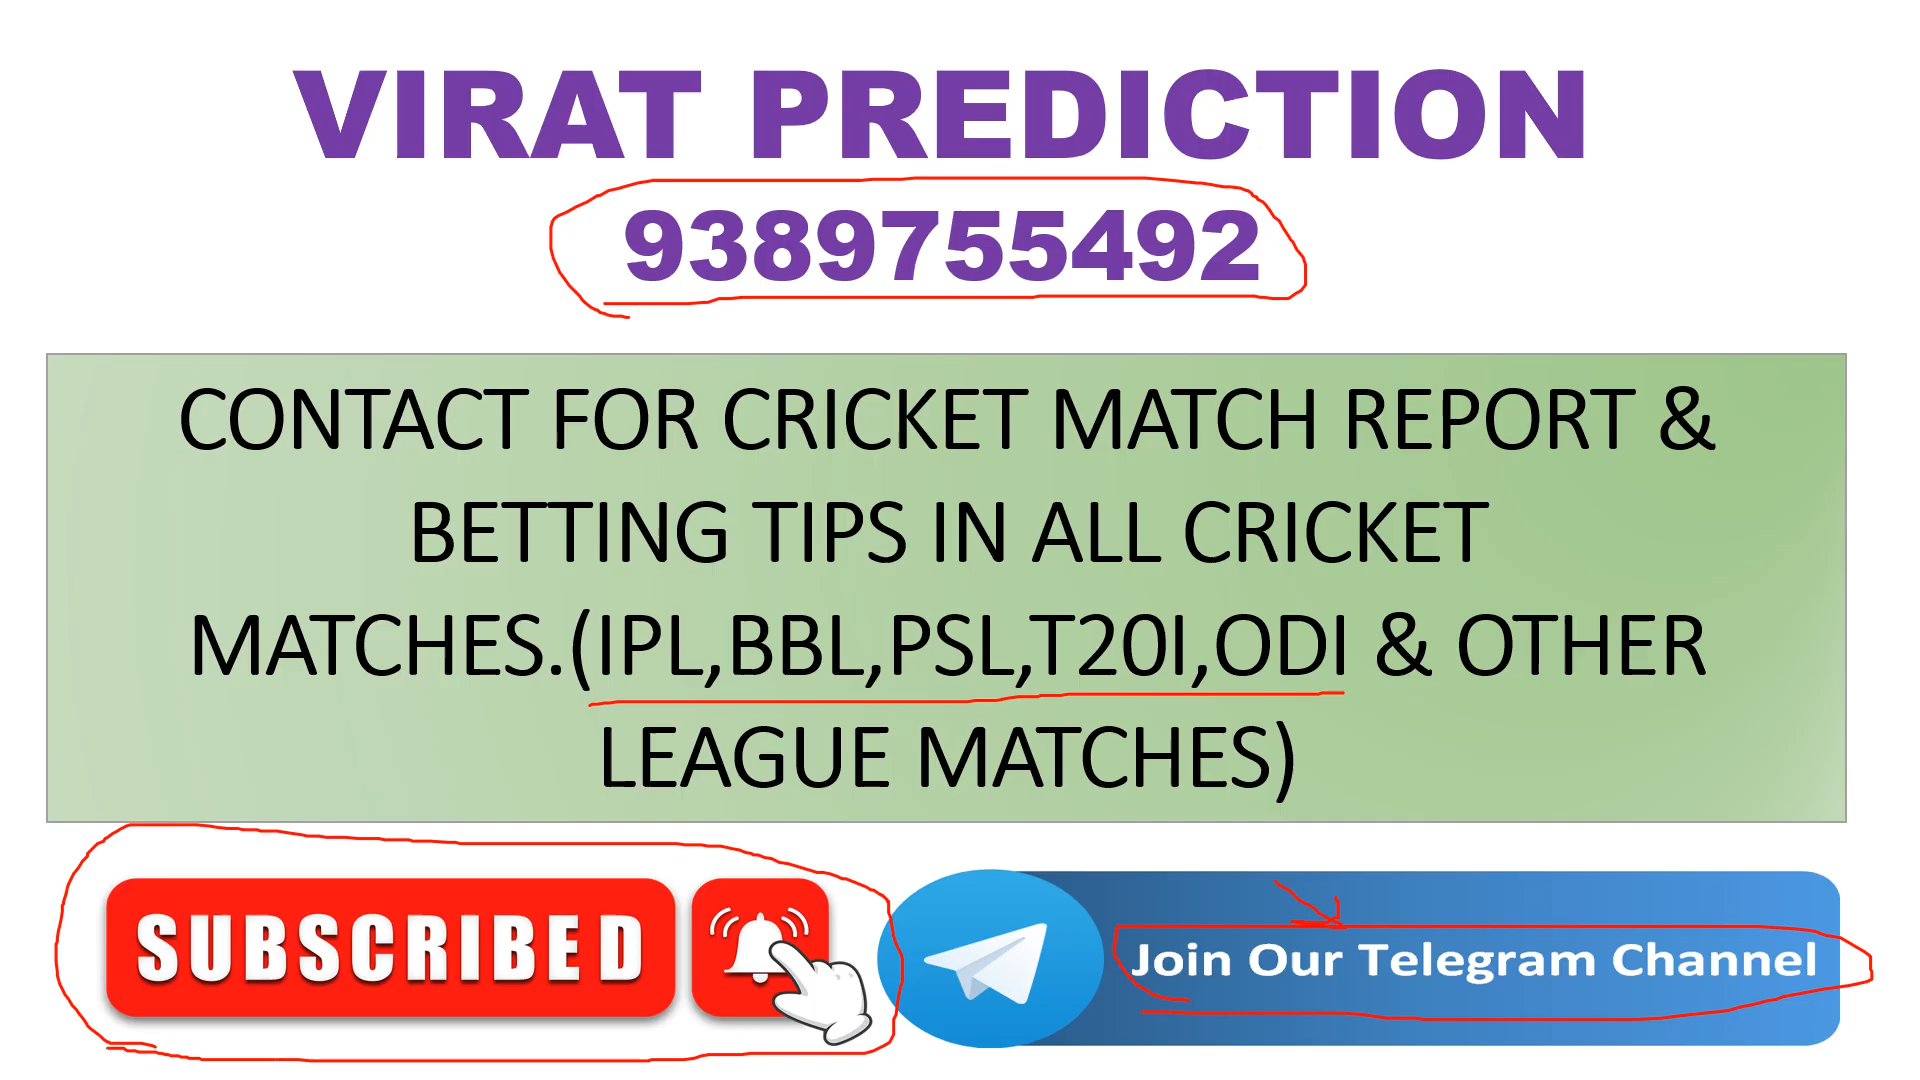 VIRAT PREDICTION
9389755492
CONTACT FOR CRICKET MATCH REPORT &
BETTING TIPS IN ALL CRICKET
MATCHES.(IPL,BBL,PSL,T20I,ODI & OTHER
LEAGUE MATCHES)
SUBSCRIBED
Join Our Telegram Channel